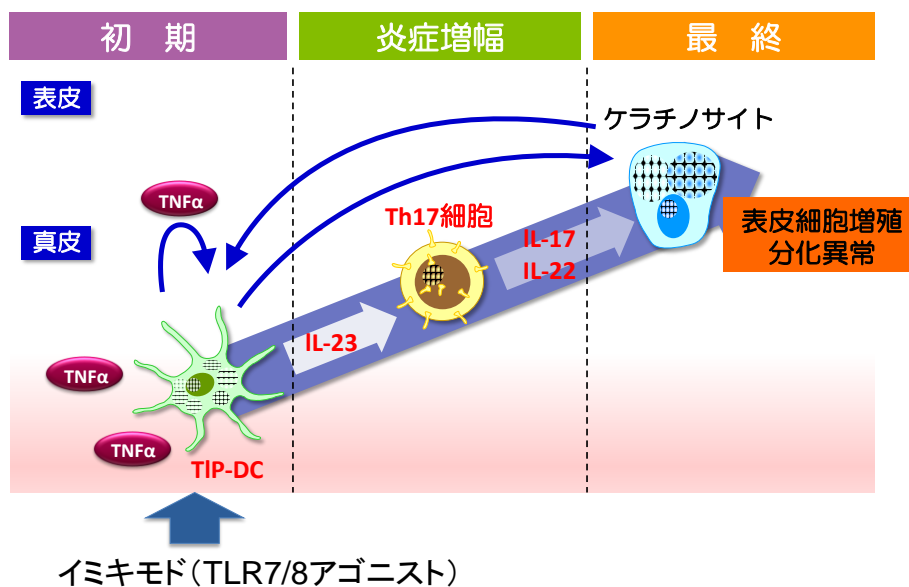 初　期
炎症増幅
最　終
表皮
ケラチノサイト
TNFα
Th17細胞
真皮
IL-17
IL-22
表皮細胞増殖
分化異常
IL-23
TNFα
TNFα
TIP-DC
イミキモド（TLR7/8アゴニスト）